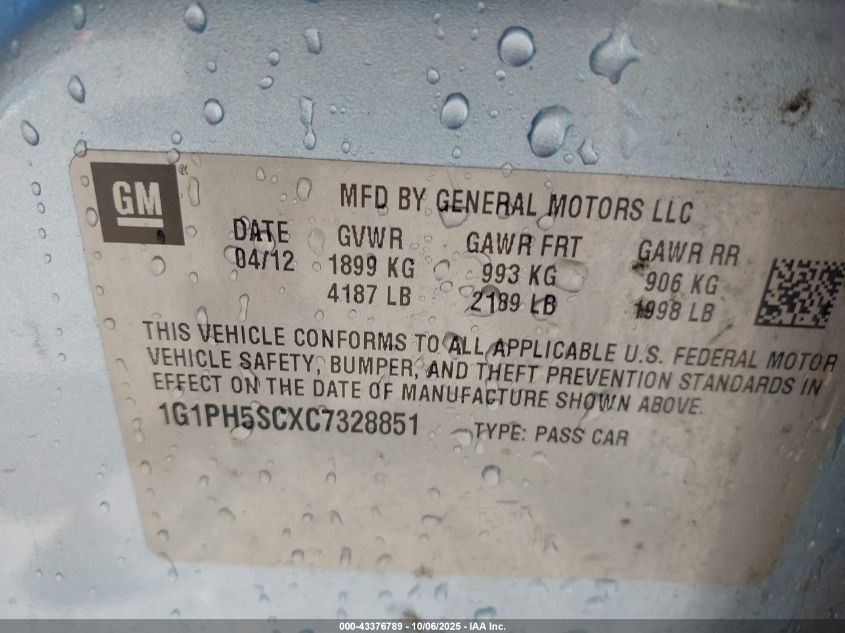 GM ®
MFD BY GENERAL MOTORS LLC
DATE GVWR GAWR FRT GAWR RR
04/12 1899 KG 993 KG 906 KG
4187 LB 2189 LB 1998 LB
THIS VEHICLE CONFORMS TO ALL APPLICABLE U.S. FEDERAL MOTOR
VEHICLE SAFETY, BUMPER, AND THEFT PREVENTION STANDARDS IN
EFFECT ON THE DATE OF MANUFACTURE SHOWN ABOVE.
1G1PH5SCXC7328851 TYPE: PASS CAR
000-43376789 - 10/06/2025 - IAA Inc.